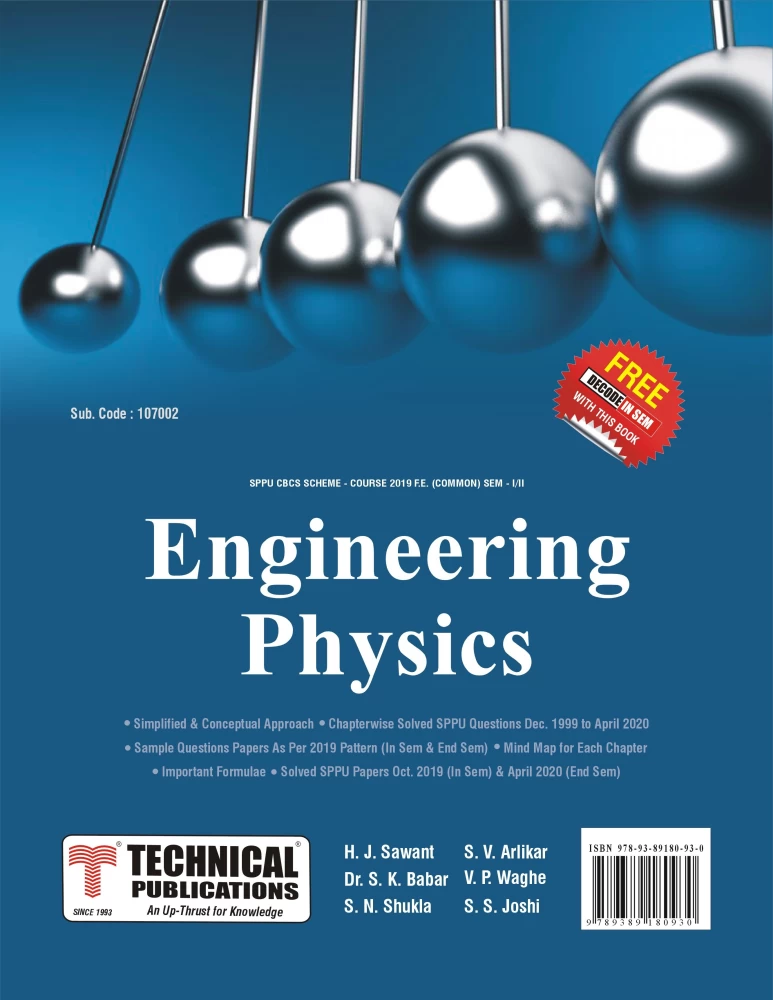 Sub. Code : 107002
FREE
DECODE IN SEM
WITH THIS BOOK
SPPU CBCS SCHEME - COURSE 2019 F.E. (COMMON) SEM - I/II
Engineering
Physics
• Simplified & Conceptual Approach • Chapterwise Solved SPPU Questions Dec. 1999 to April 2020
• Sample Questions Papers As Per 2019 Pattern (In Sem & End Sem) • Mind Map for Each Chapter
• Important Formulae • Solved SPPU Papers Oct. 2019 (In Sem) & April 2020 (End Sem)
® TECHNICAL ®
PUBLICATIONS
SINCE 1993 An Up-Thrust for Knowledge
H. J. Sawant S. V. Arlikar
Dr. S. K. Babar V. P. Waghe
S. N. Shukla S. S. Joshi
ISBN 978-93-89180-93-0
9 789389 180930